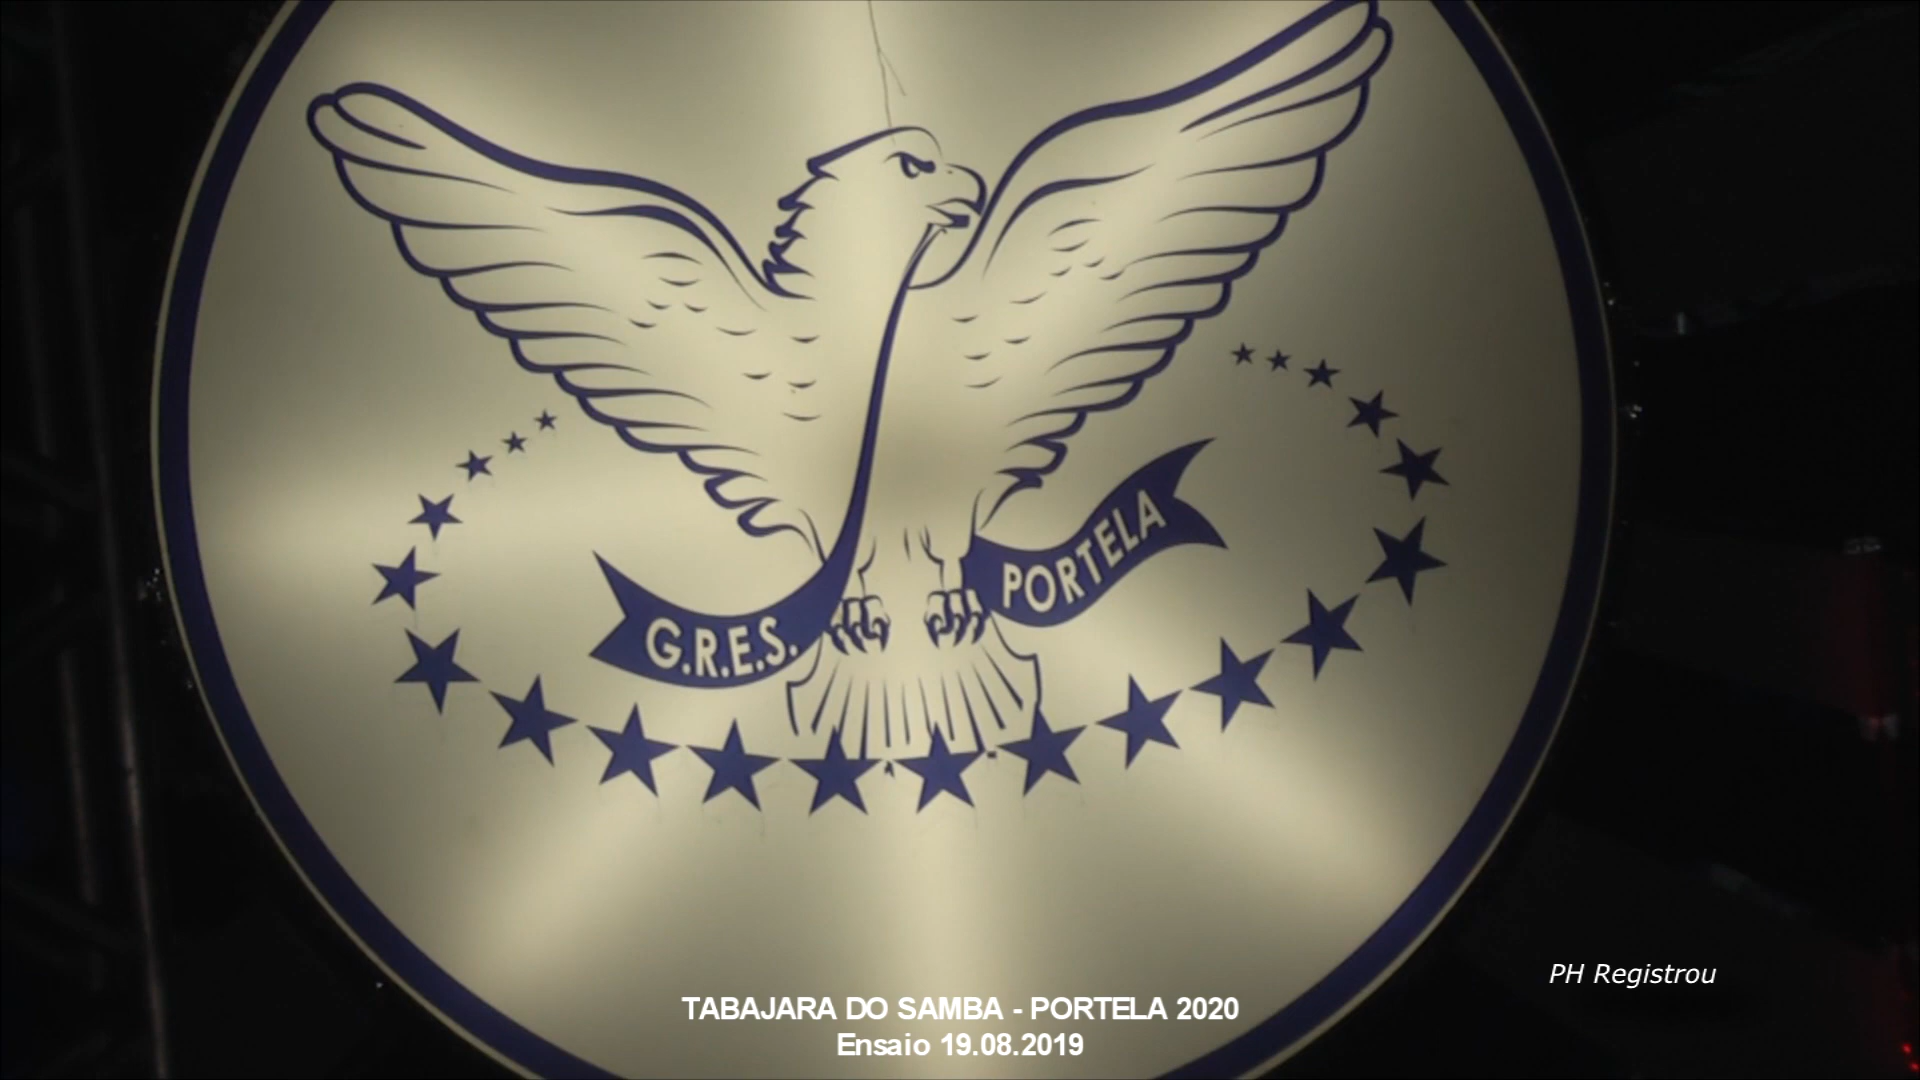 G.R.E.S. PORTELA
PH Registrou
TABAJARA DO SAMBA - PORTELA 2020
Ensaio 19.08.2019